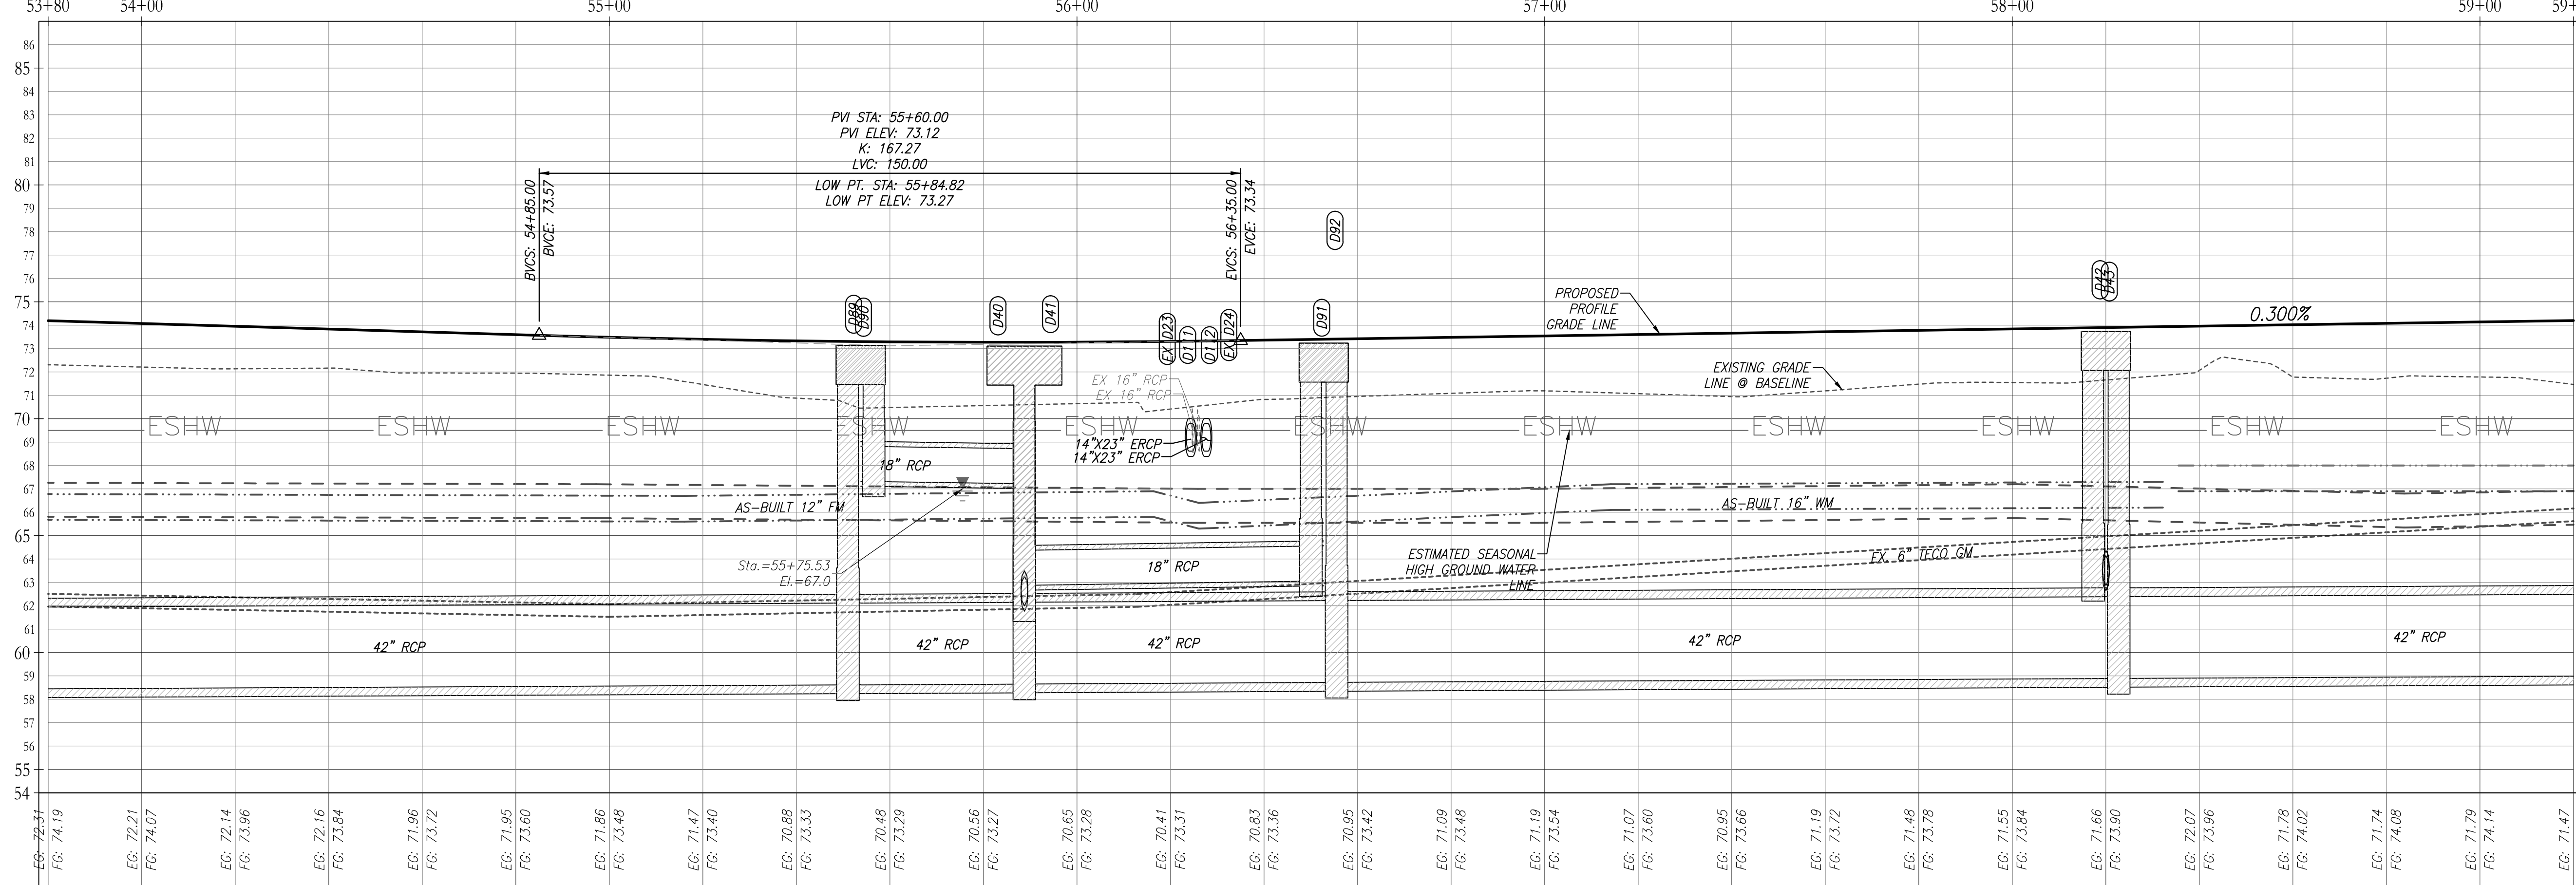 53+80
54+00
55+00
56+00
57+00
58+00
59+00
59+
86
85
84
83
82
81
80
79
78
77
76
75
74
73
72
71
70
69
68
67
66
65
64
63
62
61
60
59
58
57
56
55
54
PVI STA: 55+60.00
PVI ELEV: 73.12
K: 167.27
LVC: 150.00
LOW PT. STA: 55+84.82
LOW PT ELEV: 73.27
BVCS: 54+85.00
BVCE: 73.57
EVCS: 56+35.00
EVCE: 73.34
D92
D89
D90
D40
D41
EX D23
D111
D112
EX D24
D91
D42
D43
PROPOSED
PROFILE
GRADE LINE
0.300%
EXISTING GRADE
LINE @ BASELINE
EX 16" RCP
EX 16" RCP
ESHW
ESHW
ESHW
ESHW
ESHW
ESHW
ESHW
ESHW
ESHW
ESHW
ESHW
14"X23" ERCP
14"X23" ERCP
18" RCP
AS-BUILT 12" FM
AS-BUILT 16" WM
Sta.=55+75.53
El.=67.0
18" RCP
ESTIMATED SEASONAL
HIGH GROUND WATER
LINE
EX. 6" TECO GM
42" RCP
42" RCP
42" RCP
42" RCP
42" RCP
EG: 72.31
FG: 74.19
EG: 72.21
FG: 74.07
EG: 72.14
FG: 73.96
EG: 72.16
FG: 73.84
EG: 71.96
FG: 73.72
EG: 71.95
FG: 73.60
EG: 71.86
FG: 73.48
EG: 71.47
FG: 73.40
EG: 70.88
FG: 73.33
EG: 70.48
FG: 73.29
EG: 70.56
FG: 73.27
EG: 70.65
FG: 73.28
EG: 70.41
FG: 73.31
EG: 70.83
FG: 73.36
EG: 70.95
FG: 73.42
EG: 71.09
FG: 73.48
EG: 71.19
FG: 73.54
EG: 71.07
FG: 73.60
EG: 70.95
FG: 73.66
EG: 71.19
FG: 73.72
EG: 71.48
FG: 73.78
EG: 71.55
FG: 73.84
EG: 71.66
FG: 73.90
EG: 72.07
FG: 73.96
EG: 71.78
FG: 74.02
EG: 71.74
FG: 74.08
EG: 71.79
FG: 74.14
EG: 71.47